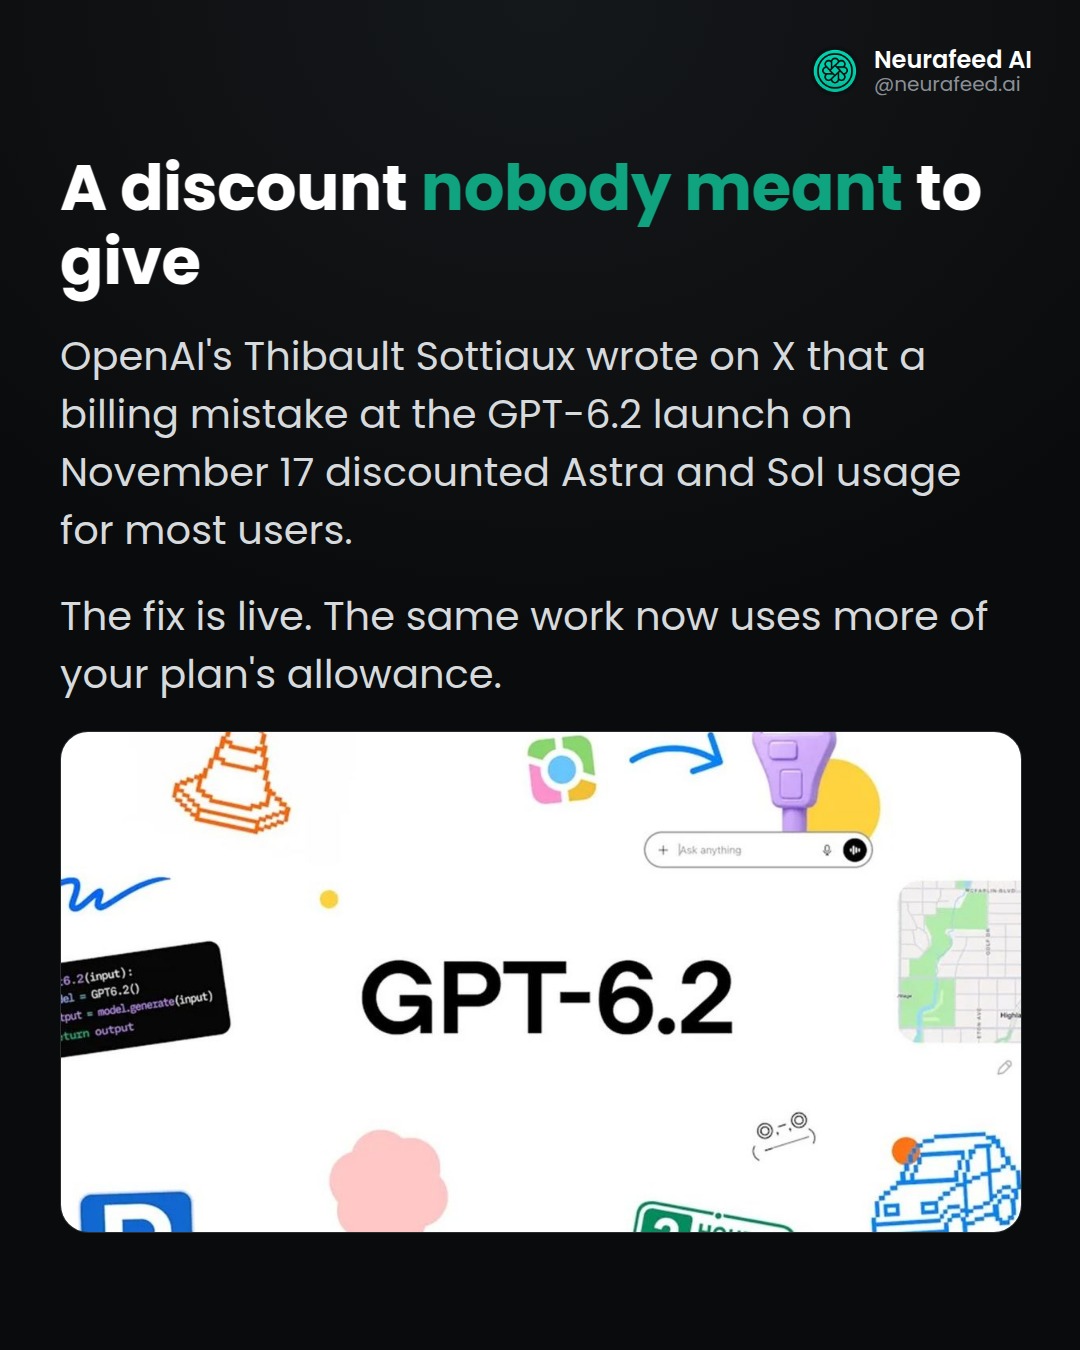 Neurafeed AI
@neurafeed.ai
A discount nobody meant to
give
OpenAI's Thibault Sottiaux wrote on X that a
billing mistake at the GPT-6.2 launch on
November 17 discounted Astra and Sol usage
for most users.
The fix is live. The same work now uses more of
your plan's allowance.
Ask anything
6.2(input):
= GPT6.2()
= model.generate(input)
output
GPT-6.2